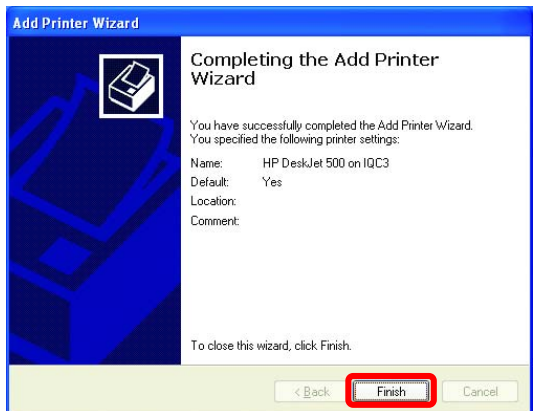 Add Printer Wizard
Completing the Add Printer
Wizard
You have successfully completed the Add Printer Wizard.
You specified the following printer settings:
Name: HP DeskJet 500 on IQC3
Default: Yes
Location:
Comment:
To close this wizard, click Finish.
< Back Finish Cancel